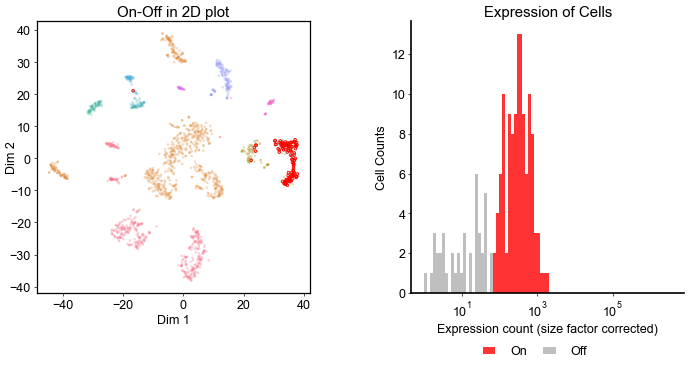 On-Off in 2D plot
40
30
20
10
0
−10
−20
−30
−40
Dim 2
−40 −20 0 20 40
Dim 1
Expression of Cells
12
10
8
6
4
2
0
Cell Counts
10^1 10^3 10^5
Expression count (size factor corrected)
On Off